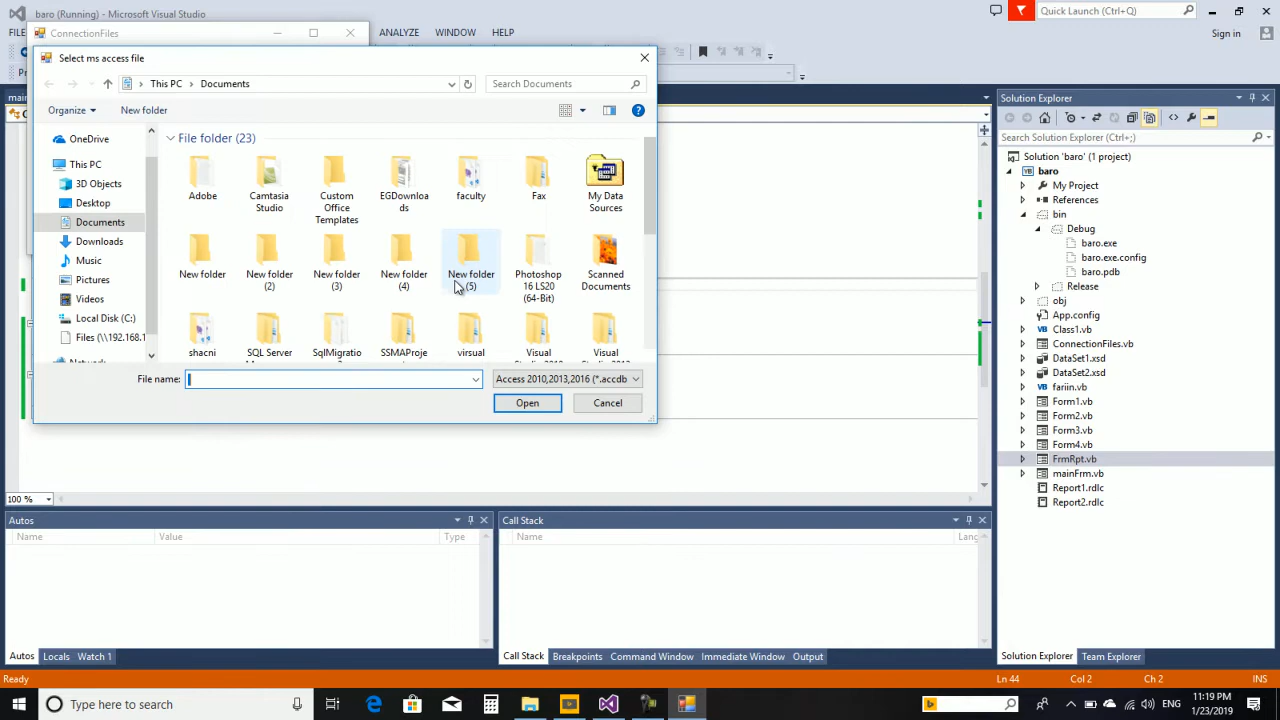 baro (Running) - Microsoft Visual Studio
Quick Launch (Ctrl+Q)
ConnectionFiles
ANALYZE WINDOW HELP
Sign in
Select ms access file
This PC > Documents
Search Documents
Organize
New folder
OneDrive
This PC
3D Objects
Desktop
Documents
Downloads
Music
Pictures
Videos
Local Disk (C:)
Files (\\192.168.1
File folder (23)
Adobe
Camtasia Studio
Custom Office Templates
EGDownloads
faculty
Fax
My Data Sources
New folder
New folder (2)
New folder (3)
New folder (4)
New folder (5)
Photoshop 16 LS20 (64-Bit)
Scanned Documents
shacni
SQL Server
SqlMigratio
SSMAProje
virsual
Visual
Visual
File name:
Access 2010,2013,2016 (*.accdb
Open
Cancel
100 %
Solution Explorer
Search Solution Explorer (Ctrl+;)
Solution 'baro' (1 project)
baro
My Project
References
bin
Debug
baro.exe
baro.exe.config
baro.pdb
Release
obj
App.config
Class1.vb
ConnectionFiles.vb
DataSet1.xsd
DataSet2.xsd
fariin.vb
Form1.vb
Form2.vb
Form3.vb
Form4.vb
FrmRpt.vb
mainFrm.vb
Report1.rdlc
Report2.rdlc
Autos
Name Value Type
Call Stack
Name Lang
Autos Locals Watch 1
Call Stack Breakpoints Command Window Immediate Window Output
Solution Explorer Team Explorer
Ready
Ln 44 Col 2 Ch 2 INS
Type here to search
ENG
11:19 PM
1/23/2019